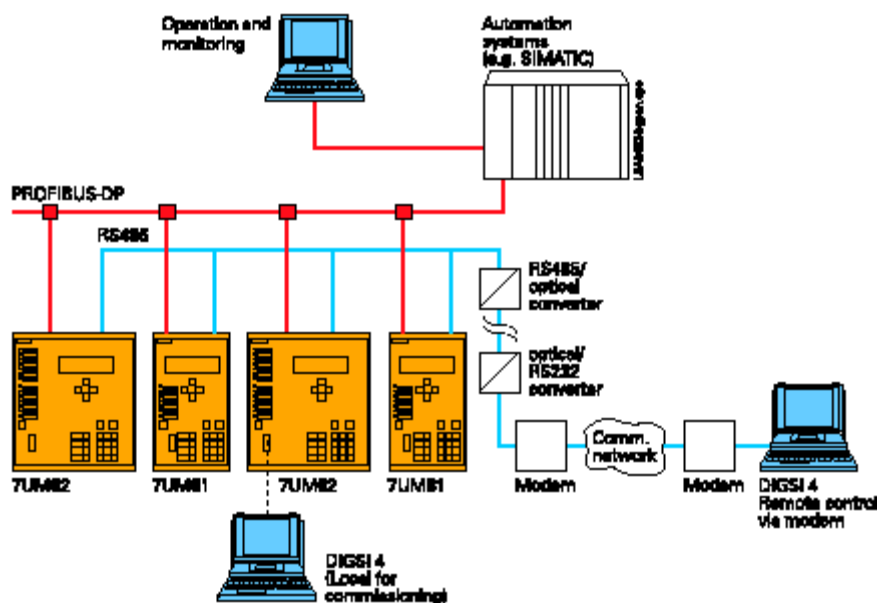 Operation and
monitoring
Automation
systems
(e.g. SIMATIC)
PROFIBUS-DP
RS485
RS485/
optical
converter
optical/
RS232
converter
7UM62
7UM61
7UM62
7UM61
Modem
Comm.
network
Modem
DIGSI 4
Remote control
via modem
DIGSI 4
(Local for
commissioning)